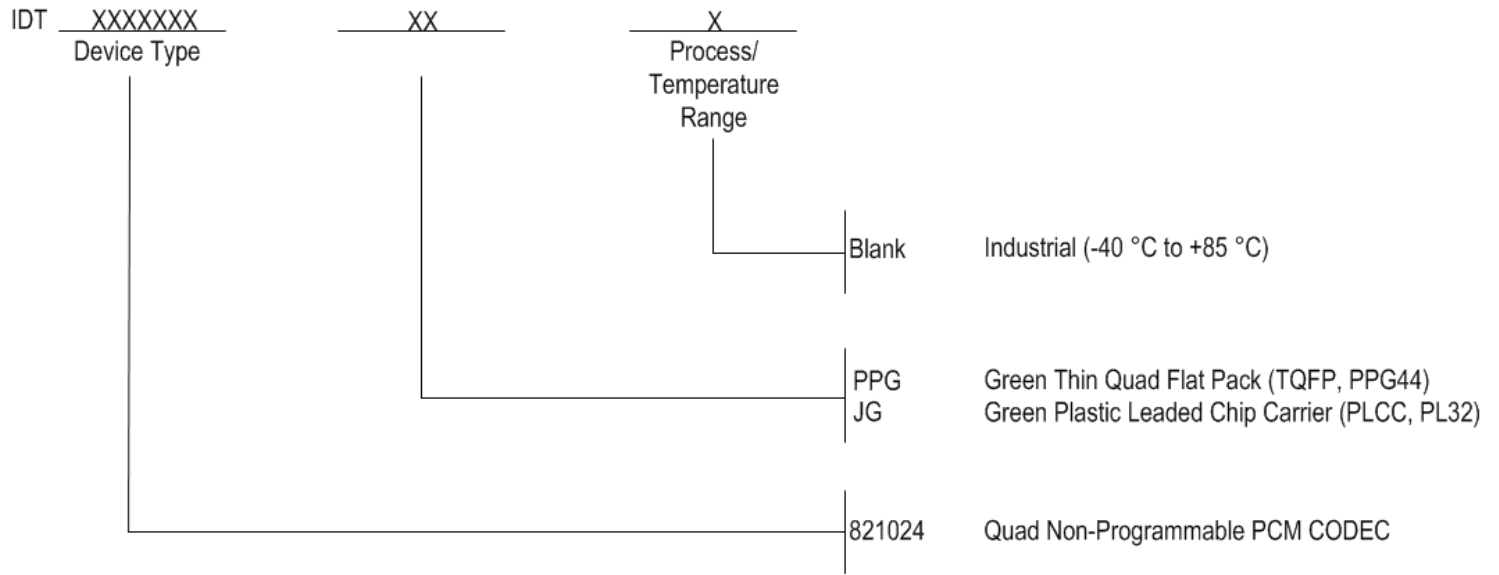 IDT XXXXXXX XX X
Device Type
Process/
Temperature
Range
Blank Industrial (-40 °C to +85 °C)
PPG Green Thin Quad Flat Pack (TQFP, PPG44)
JG Green Plastic Leaded Chip Carrier (PLCC, PL32)
821024 Quad Non-Programmable PCM CODEC